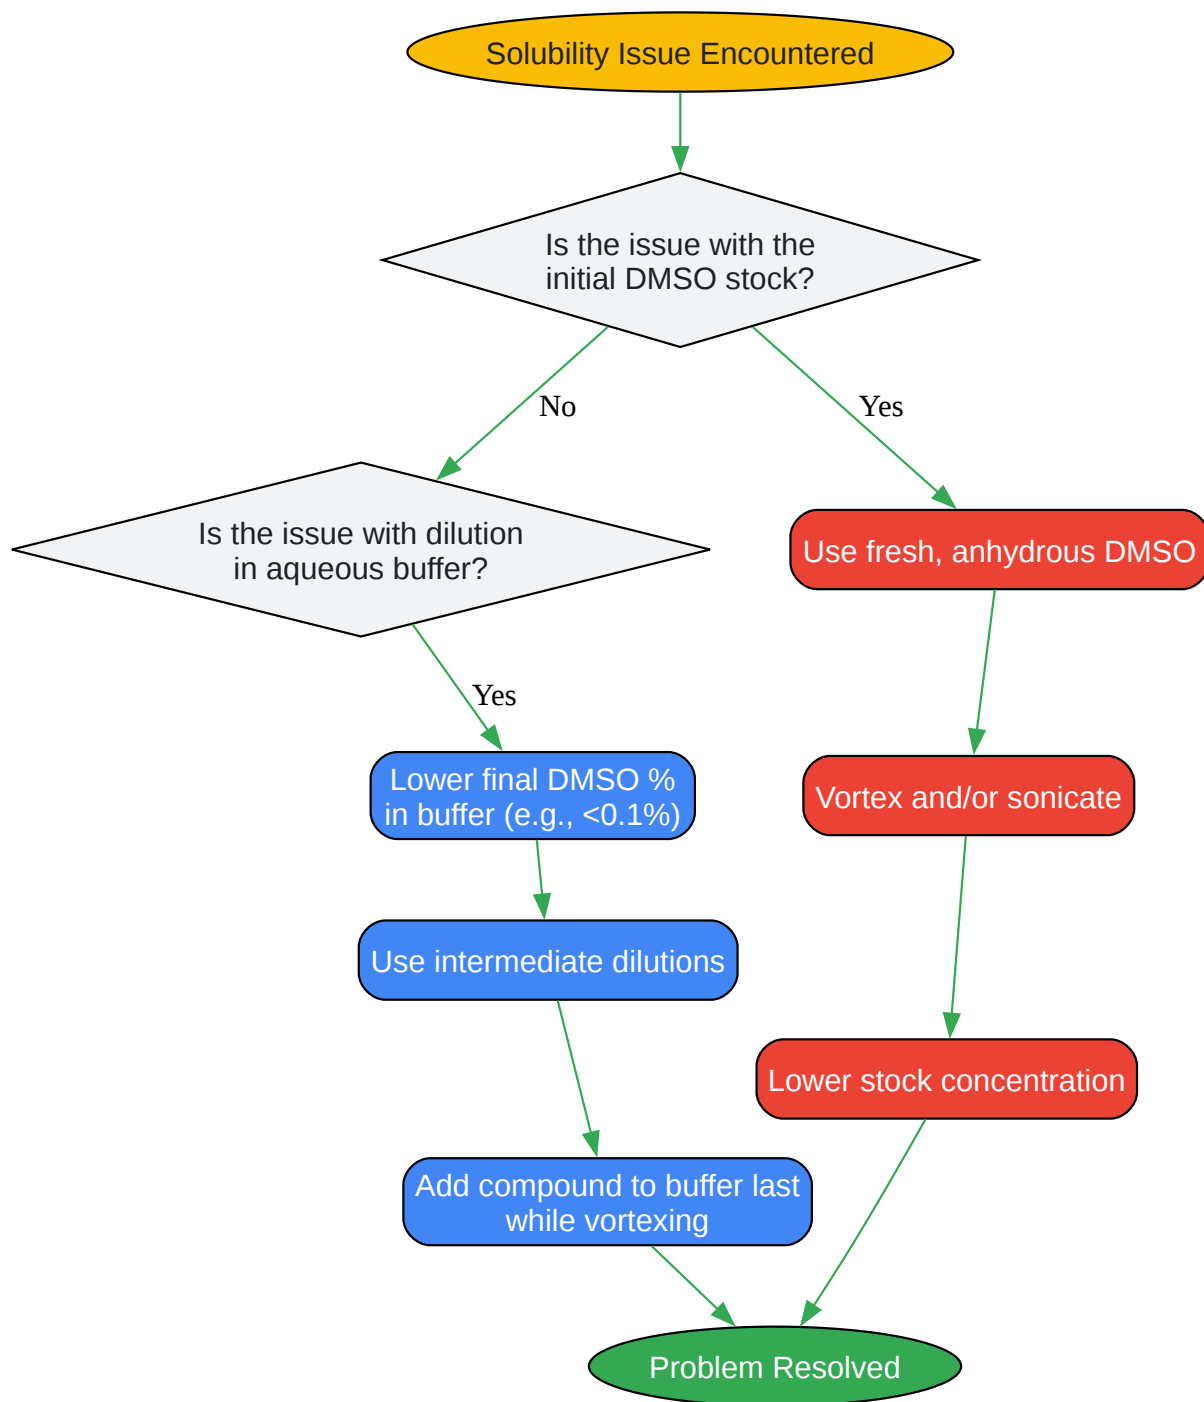 Solubility Issue Encountered
Is the issue with the
initial DMSO stock?
No
Yes
Is the issue with dilution
in aqueous buffer?
Use fresh, anhydrous DMSO
Yes
Lower final DMSO %
in buffer (e.g., <0.1%)
Vortex and/or sonicate
Use intermediate dilutions
Lower stock concentration
Add compound to buffer last
while vortexing
Problem Resolved